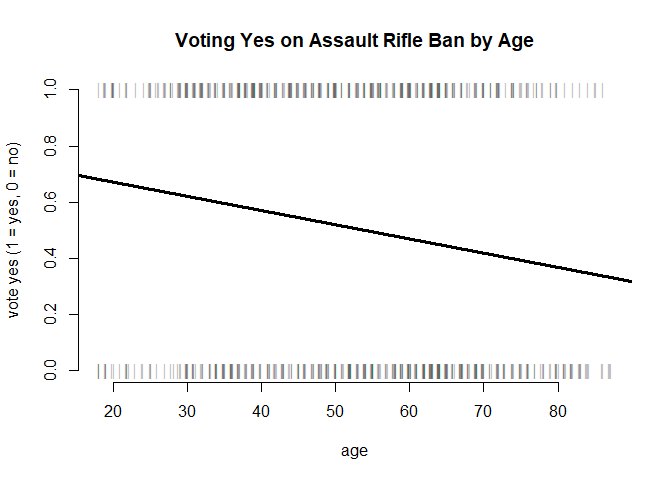 Voting Yes on Assault Rifle Ban by Age
vote yes (1 = yes, 0 = no)
1.0
0.8
0.6
0.4
0.2
0.0
20 30 40 50 60 70 80
age